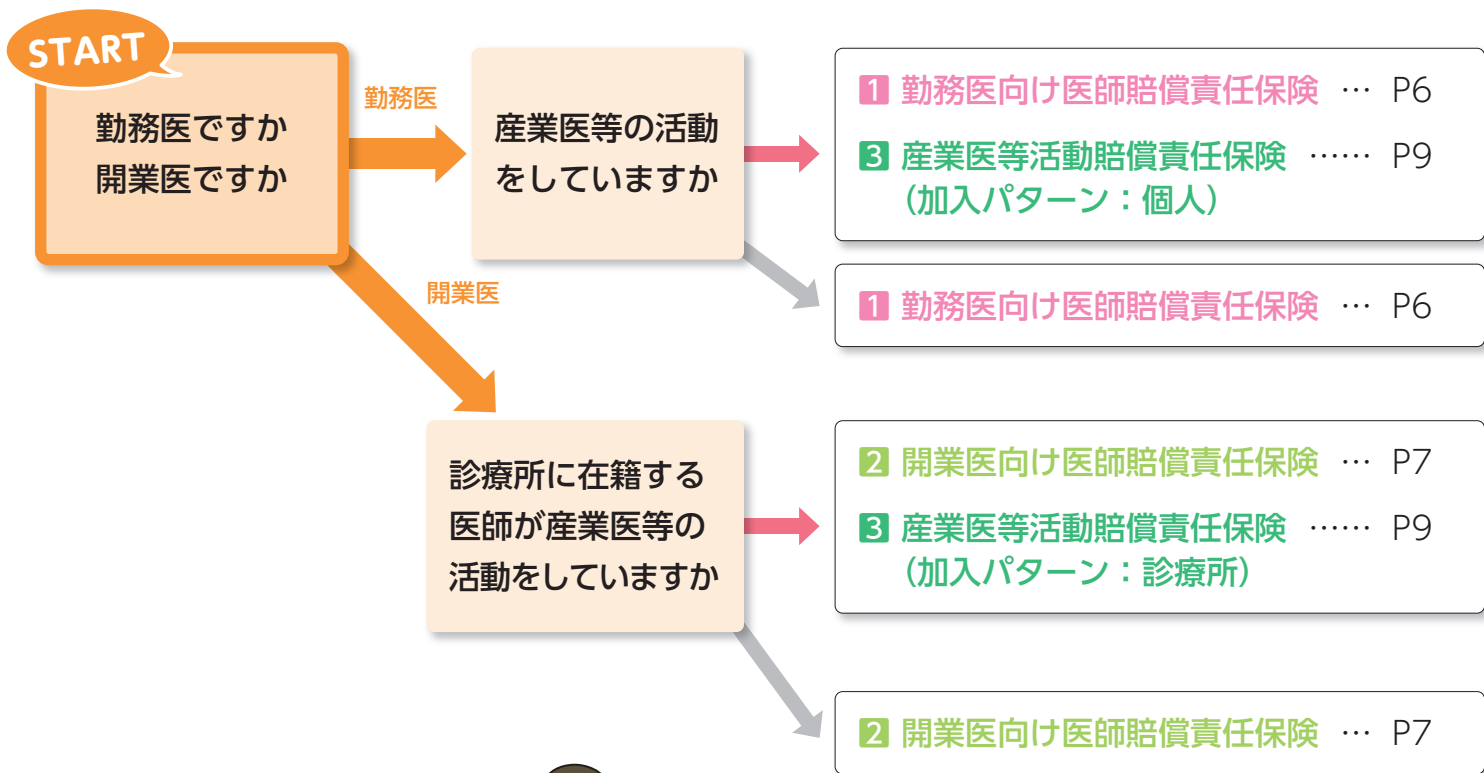 START
勤務医ですか
開業医ですか
勤務医
産業医等の活動
をしていますか
1 勤務医向け医師賠償責任保険 … P6
3 産業医等活動賠償責任保険 …… P9
(加入パターン：個人)
1 勤務医向け医師賠償責任保険 … P6
開業医
診療所に在籍する
医師が産業医等の
活動をしていますか
2 開業医向け医師賠償責任保険 … P7
3 産業医等活動賠償責任保険 …… P9
(加入パターン：診療所)
2 開業医向け医師賠償責任保険 … P7